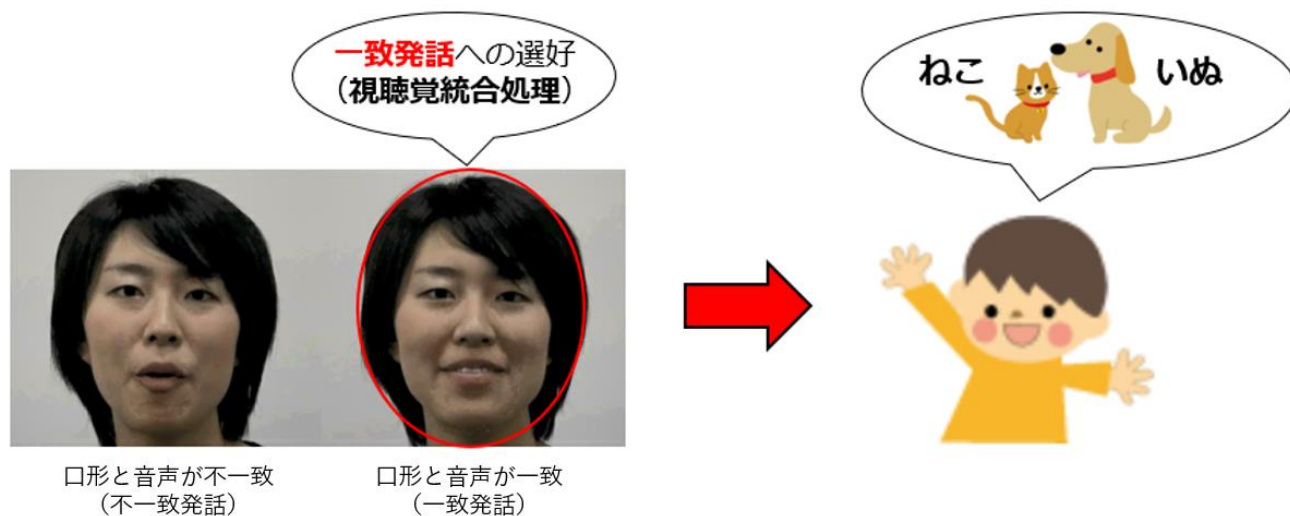 一致発話への選好
（視聴覚統合処理）
ねこ
いぬ
口形と音声が不一致
（不一致発話）
口形と音声が一致
（一致発話）